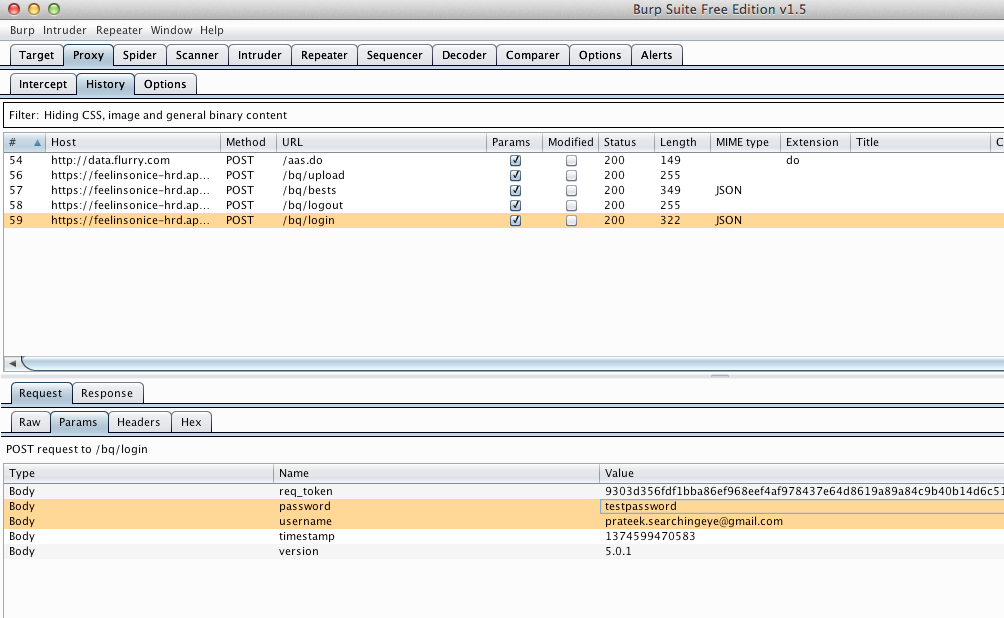 Burp Suite Free Edition v1.5
Burp Intruder Repeater Window Help
Target Proxy Spider Scanner Intruder Repeater Sequencer Decoder Comparer Options Alerts
Intercept History Options
Filter: Hiding CSS, image and general binary content
# Host Method URL Params Modified Status Length MIME type Extension Title C
54 http://data.flurry.com POST /aas.do 200 149 do
56 https://feelinsonice-hrd.ap... POST /bq/upload 200 255
57 https://feelinsonice-hrd.ap... POST /bq/bests 200 349 JSON
58 https://feelinsonice-hrd.ap... POST /bq/logout 200 255
59 https://feelinsonice-hrd.ap... POST /bq/login 200 322 JSON
Request Response
Raw Params Headers Hex
POST request to /bq/login
Type Name Value
Body req_token 9303d356fdf1bba86ef968eef4af978437e64d8619a89a84c9b40b14d6c51
Body password testpassword
Body username prateek.searchingeye@gmail.com
Body timestamp 1374599470583
Body version 5.0.1